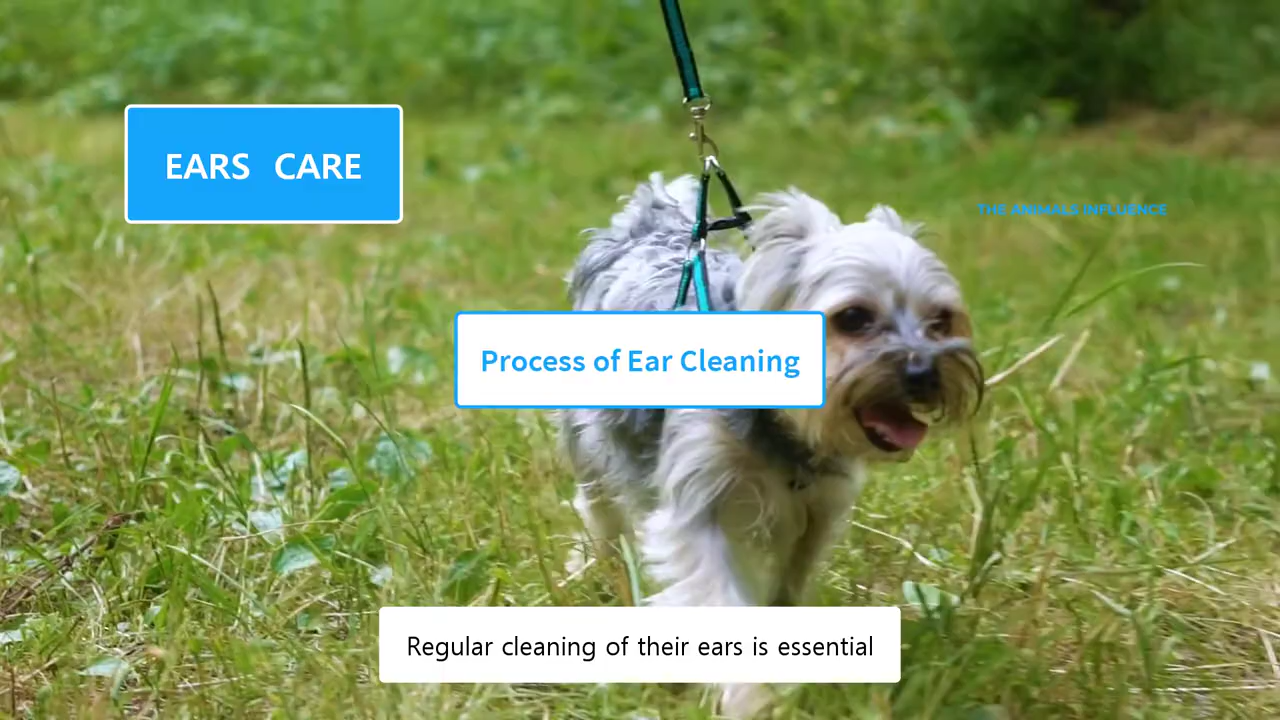 EARS CARE
THE ANIMALS INFLUENCE
Process of Ear Cleaning
Regular cleaning of their ears is essential